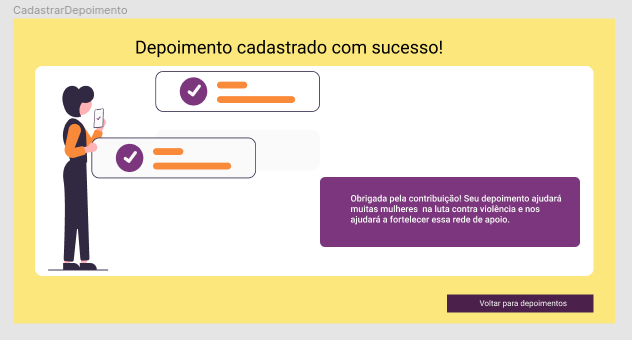 CadastrarDepoimento
Depoimento cadastrado com sucesso!
Obrigada pela contribuição! Seu depoimento ajudará
muitas mulheres na luta contra violência e nos
ajudará a fortelecer essa rede de apoio.
Voltar para depoimentos